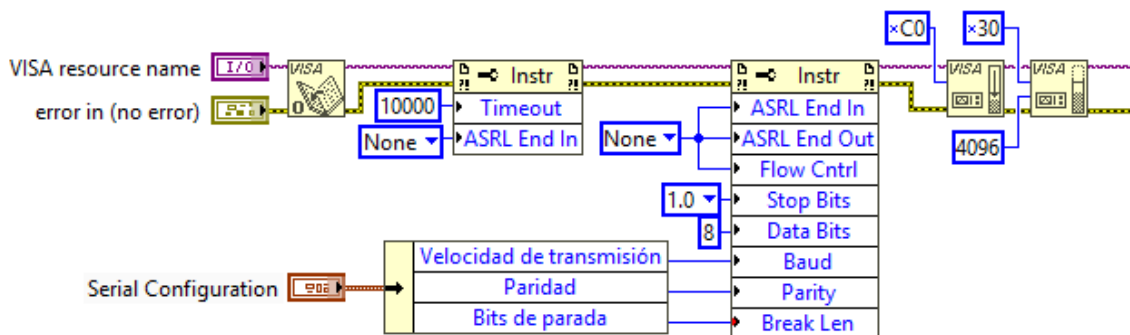 ×C0
×30
VISA resource name
I/O
VISA
Instr
Instr
VISA
VISA
error in (no error)
10000
Timeout
ASRL End In
None
ASRL End In
None
ASRL End Out
4096
Flow Cntrl
1.0
Stop Bits
8
Data Bits
Velocidad de transmisión
Baud
Serial Configuration
Paridad
Parity
Bits de parada
Break Len